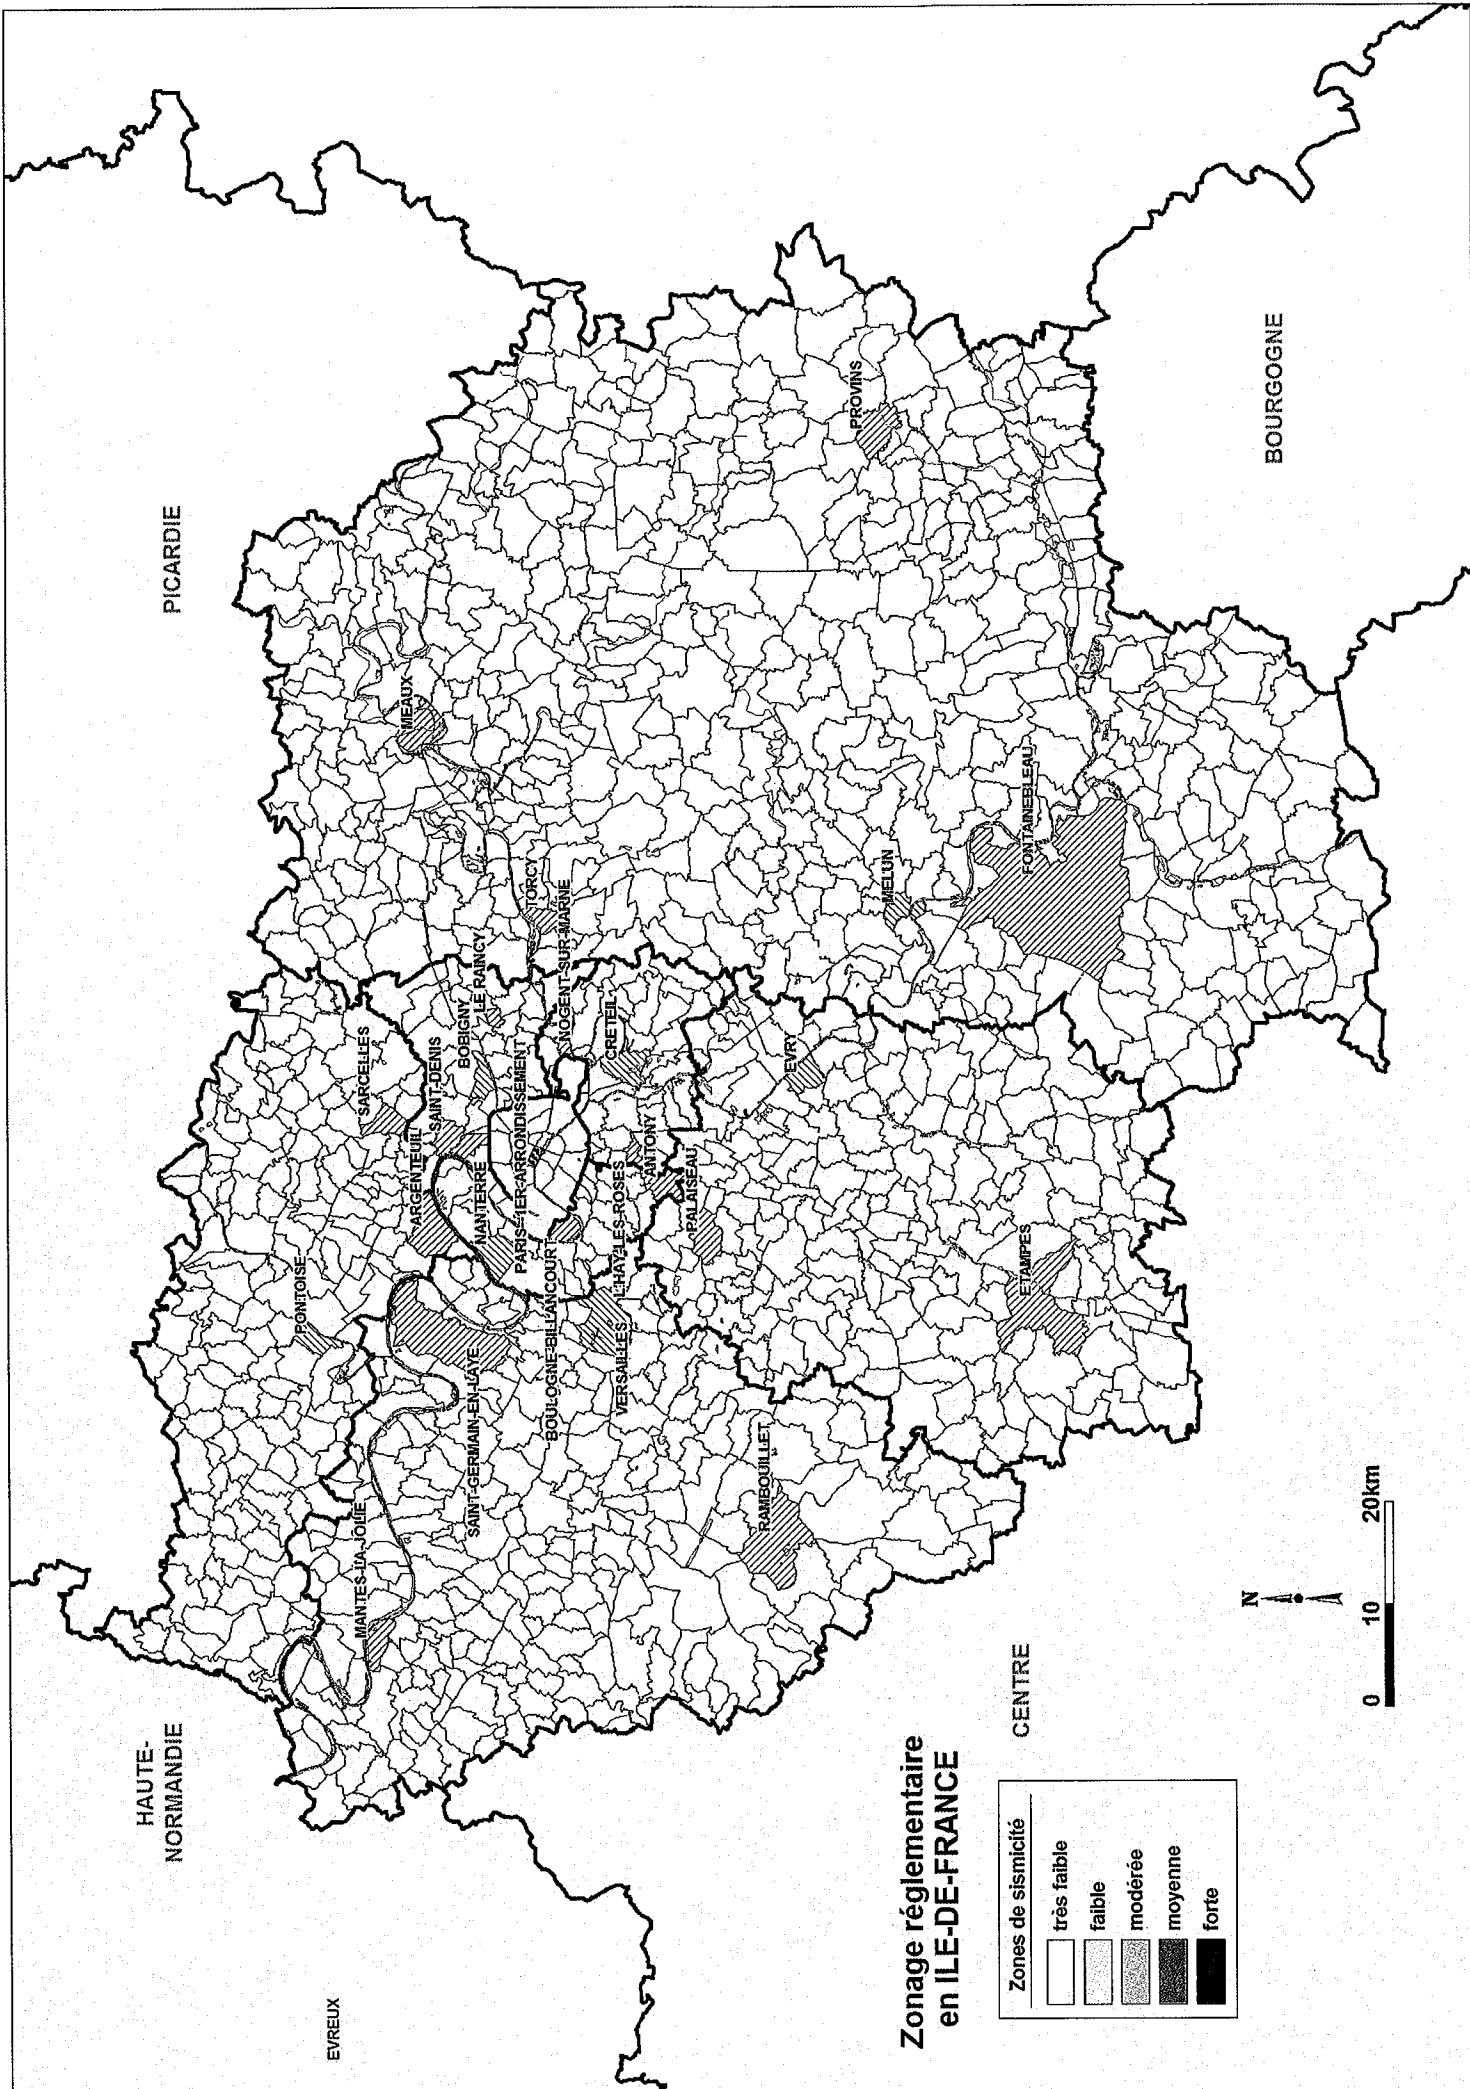 HAUTE-
NORMANDIE
PICARDIE
EVREUX
BOURGOGNE
CENTRE
MANTES-LA-JOLIE
PONTOISE
SARCELLES
ARGENTEUIL
SAINT-DENIS
BOBIGNY
LE RAINCY
MEAUX
TORCY
SAINT-GERMAIN-EN-LAYE
NANTERRE
PARIS-1ER-ARRONDISSEMENT
NOGENT-SUR-MARNE
BOULOGNE-BILLANCOURT
CRETEIL
VERSAILLES
L'HAY-LES-ROSES
ANTONY
PALAISEAU
RAMBOUILLET
EVRY
MELUN
PROVINS
ETAMPES
FONTAINEBLEAU
Zonage réglementaire
en ILE-DE-FRANCE
Zones de sismicité
très faible
faible
modérée
moyenne
forte
N
0 10 20km